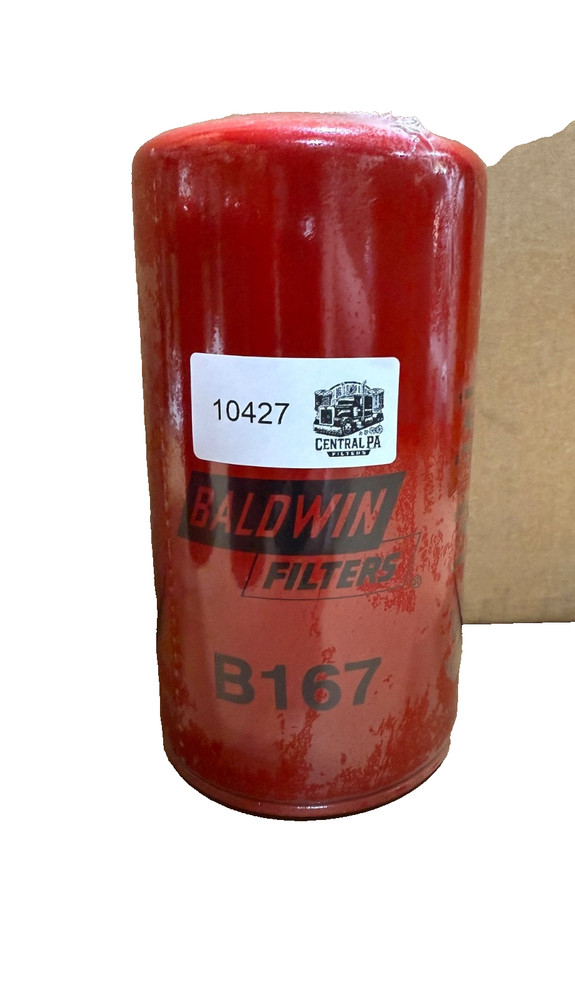 10427
CENTRAL PA
FILTERS
BALDWIN
FILTERS®
B167